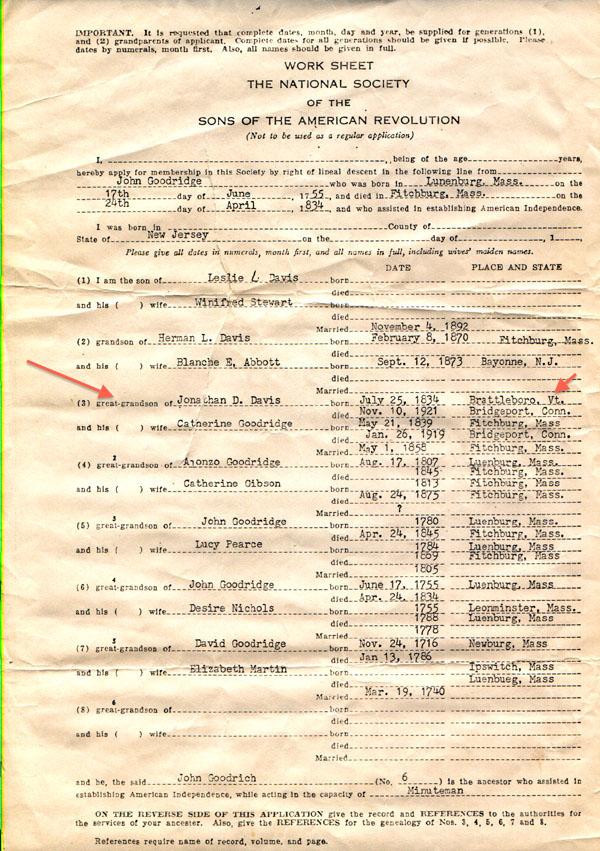 IMPORTANT. It is requested that complete dates, month, day and year, be supplied for generations (1),
and (2) grandparents of applicant. Complete dates for all generations should be given if possible. Please
dates by numerals, month first. Also, all names should be given in full.
WORK SHEET
THE NATIONAL SOCIETY
OF THE
SONS OF THE AMERICAN REVOLUTION
(Not to be used as a regular application)
I, being of the age years,
hereby apply for membership in this Society by right of lineal descent in the following line from
John Goodridge who was born in Lunenburg, Mass. on the
17th day of June, 1755, and died in Fitchburg, Mass. on the
24th day of April, 1834, and who assisted in establishing American Independence.
I was born in County of
State of New Jersey on the day of , 1
Please give all dates in numerals, month first, and all names in full, including wives' maiden names.
DATE PLACE AND STATE
(1) I am the son of Leslie L. Davis born
died
and his ( ) wife Winifred Stewart born
died
Married November 4, 1892
(2) grandson of Herman L. Davis born February 8, 1870 Fitchburg, Mass.
died
and his ( ) wife Blanche E, Abbott born Sept. 12, 1873 Bayonne, N.J.
died
Married
(3) great-grandson of Jonathan D. Davis born July 25, 1834 Brattleboro, Vt.
died Nov. 10, 1921 Bridgeport, Conn.
and his ( ) wife Catherine Goodridge born May 21, 1839 Fitchburg, Mass
died Jan. 26, 1919 Bridgeport, Conn.
Married May 1, 1858 Fitchburg, Mass.
(4) great-2 grandson of Alonzo Goodridge born Aug. 17, 1807 Luenburg, Mass.
died 1845 Fitchburg, Mass.
and his ( ) wife Catherine Gibson born 1813 Fitchburg, Mass.
died Aug. 24, 1875 Fitchburg, Mass.
Married ?
(5) great-3 grandson of John Goodridge born 1780 Luenburg, Mass.
died Apr. 24, 1845 Fitchburg, Mass.
and his ( ) wife Lucy Pearce born 1784 Luenburg, Mass.
died 1869 Fitchburg, Mass
Married 1805
(6) great-4 grandson of John Goodridge born June 17, 1755 Luenburg, Mass
died Apr. 24, 1834
and his ( ) wife Desire Nichols born 1755 Leonminster, Mass.
died 1788 Luenburg, Mass
Married 1778
(7) great-5 grandson of David Goodridge born Nov. 24, 1716 Newburg, Mass
died Jan 13, 1786
and his ( ) wife Elizabeth Martin born Ipswitch, Mass
died Luenbueg, Mass
Married Mar. 19, 1740
(8) great-6 grandson of born
died
and his ( ) wife born
died
Married
and he, the said John Goodrich (No. 6 ) is the ancestor who assisted in
establishing American Independence, while acting in the capacity of Minuteman
ON THE REVERSE SIDE OF THIS APPLICATION give the record and REFERENCES to the authorities for
the services of your ancester. Also, give the REFERENCES for the genealogy of Nos. 3, 4, 5, 6, 7 and 8.
References require name of record, volume, and page.